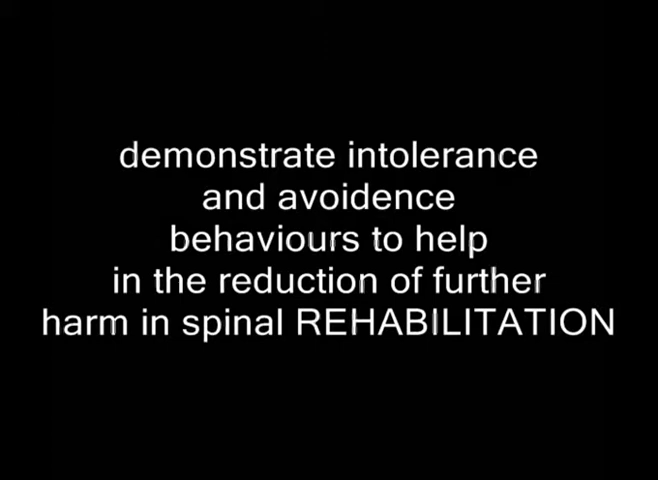 demonstrate intolerance
and avoidence
behaviours to help
in the reduction of further
harm in spinal REHABILITATION